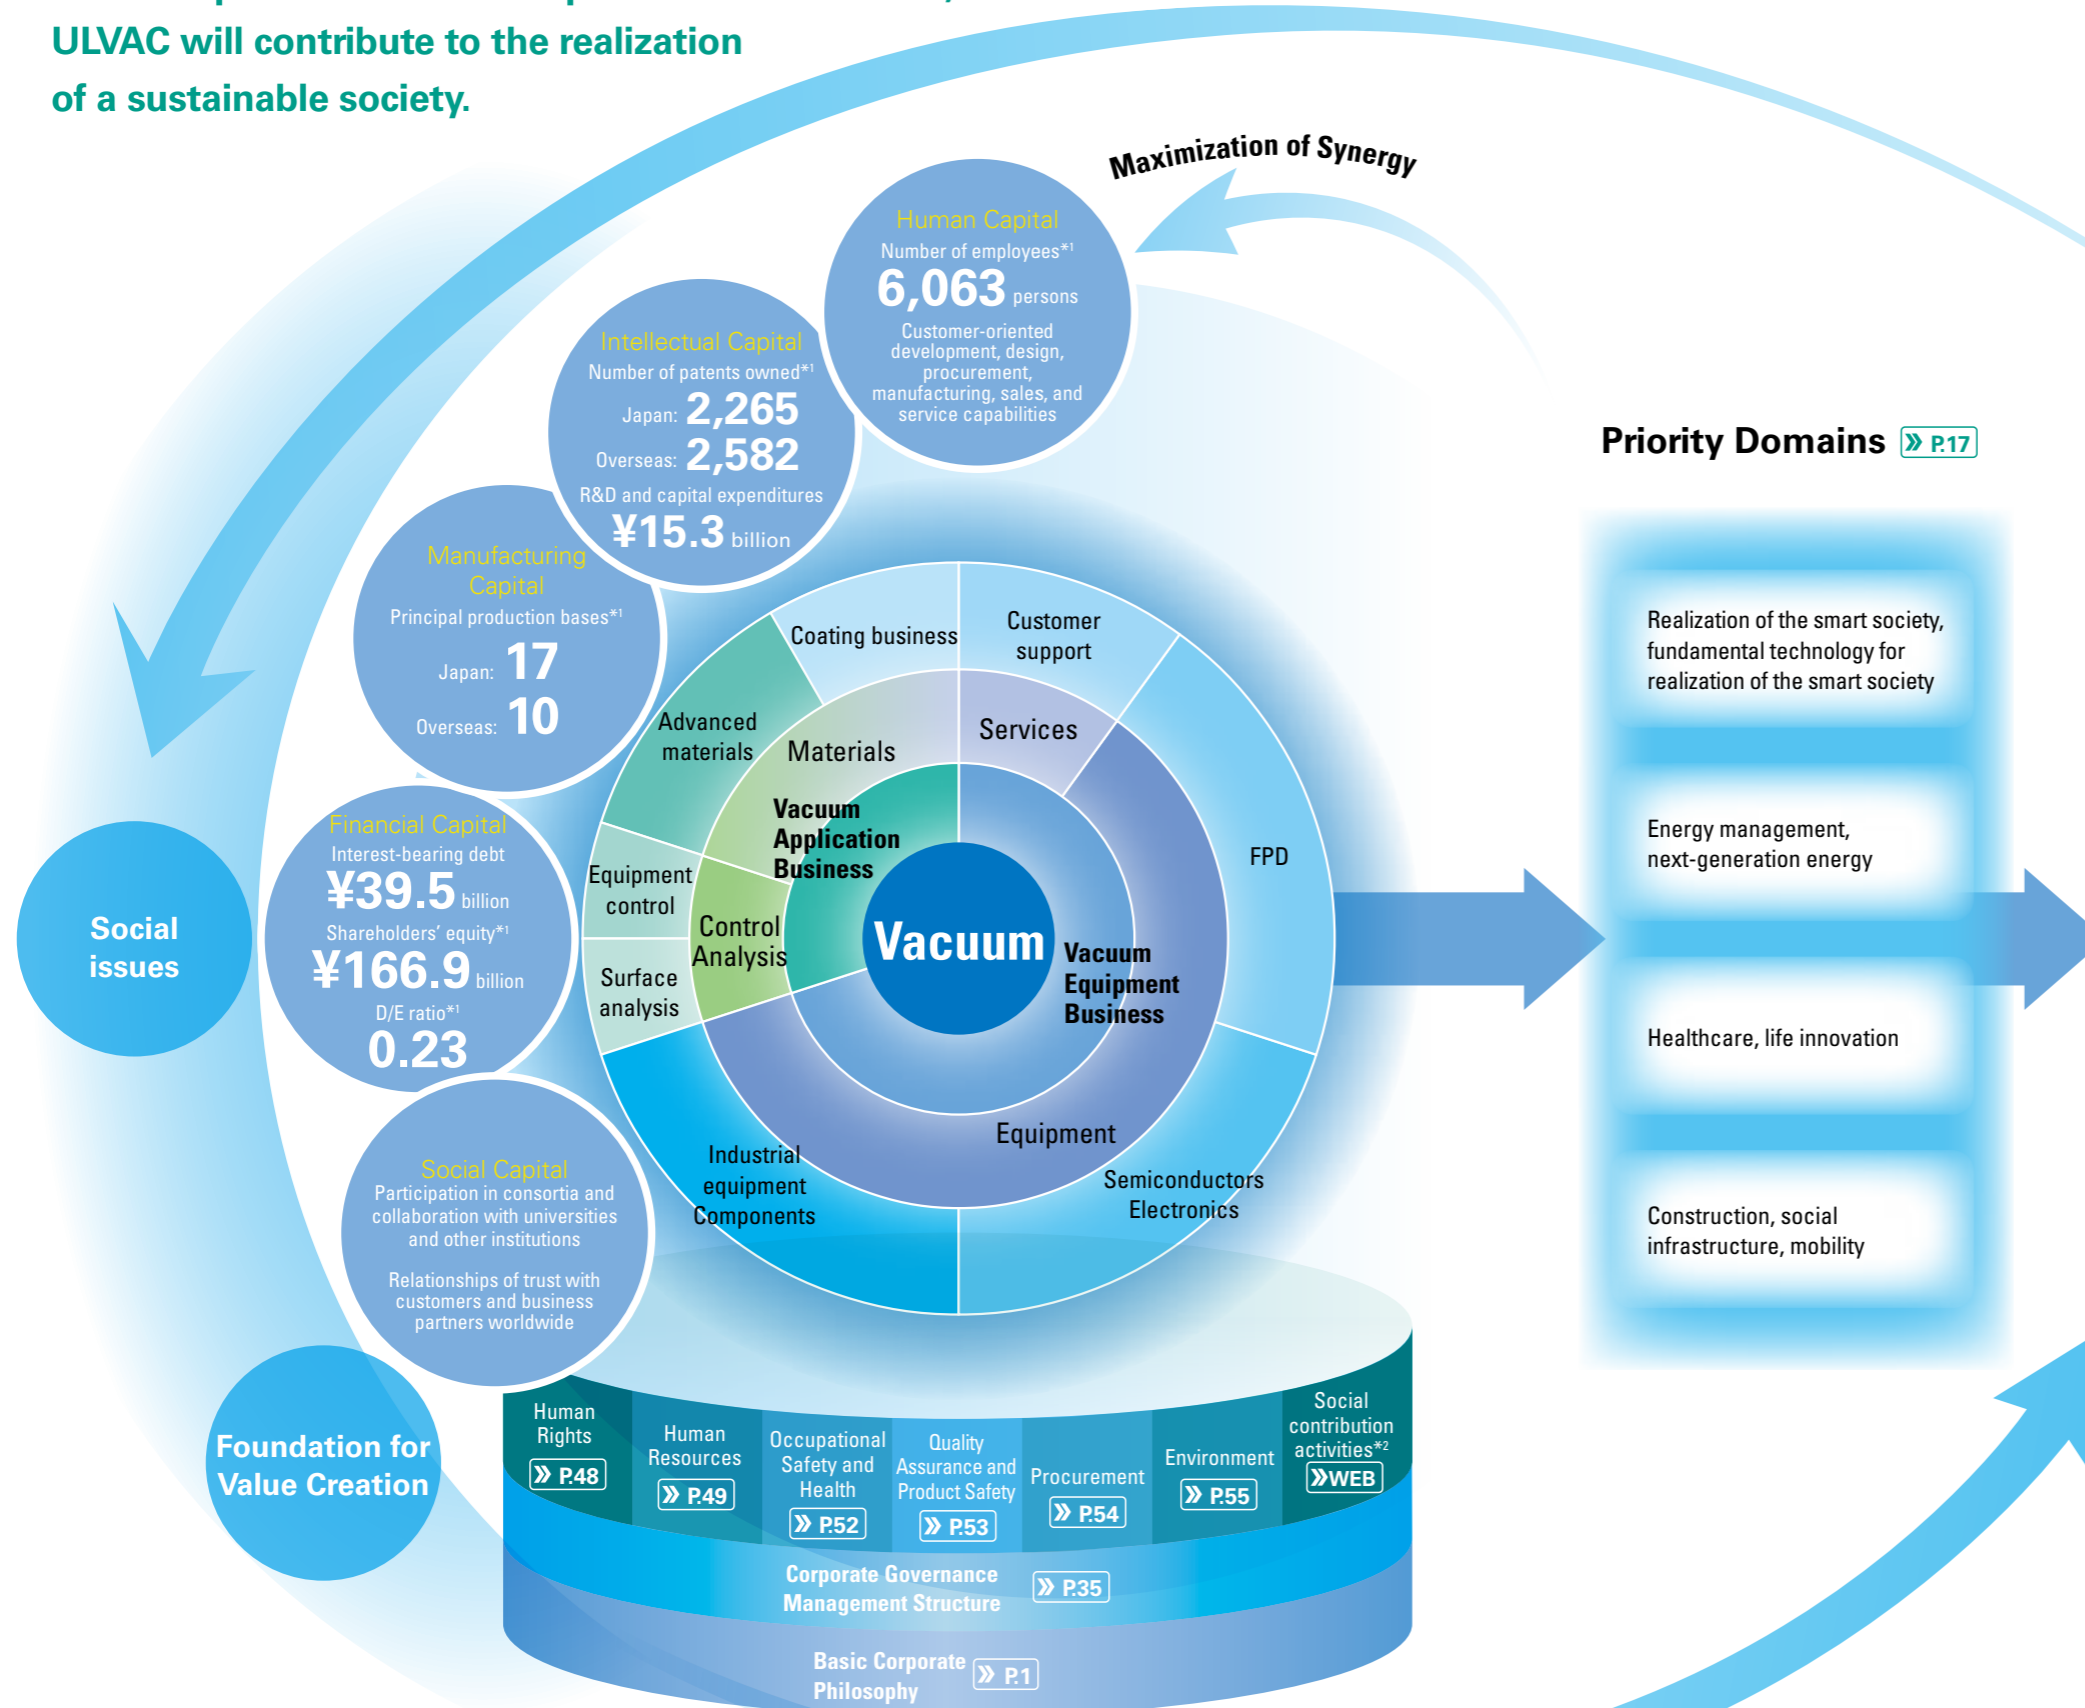 ULVAC will contribute to the realization
of a sustainable society.
Maximization of Synergy
Human Capital
Number of employees*1
6,063 persons
Customer-oriented
development, design,
procurement,
manufacturing, sales, and
service capabilities
Intellectual Capital
Number of patents owned*1
Japan: 2,265
Overseas: 2,582
R&D and capital expenditures
¥15.3 billion
Manufacturing
Capital
Principal production bases*1
Japan: 17
Overseas: 10
Financial Capital
Interest-bearing debt
¥39.5 billion
Shareholders' equity*1
¥166.9 billion
D/E ratio*1
0.23
Social Capital
Participation in consortia and
collaboration with universities
and other institutions
Relationships of trust with
customers and business
partners worldwide
Social
issues
Foundation for
Value Creation
Coating business
Customer
support
Advanced
materials
Materials
Services
Vacuum
Application
Business
FPD
Equipment
control
Control
Analysis
Surface
analysis
Vacuum
Vacuum
Equipment
Business
Equipment
Industrial
equipment
Components
Semiconductors
Electronics
Priority Domains » P.17
Realization of the smart society,
fundamental technology for
realization of the smart society
Energy management,
next-generation energy
Healthcare, life innovation
Construction, social
infrastructure, mobility
Human
Rights
» P.48
Human
Resources
» P.49
Occupational
Safety and
Health
» P.52
Quality
Assurance and
Product Safety
» P.53
Procurement
» P.54
Environment
» P.55
Social
contribution
activities*2
»WEB
Corporate Governance
Management Structure
» P.35
Basic Corporate
Philosophy
» P.1